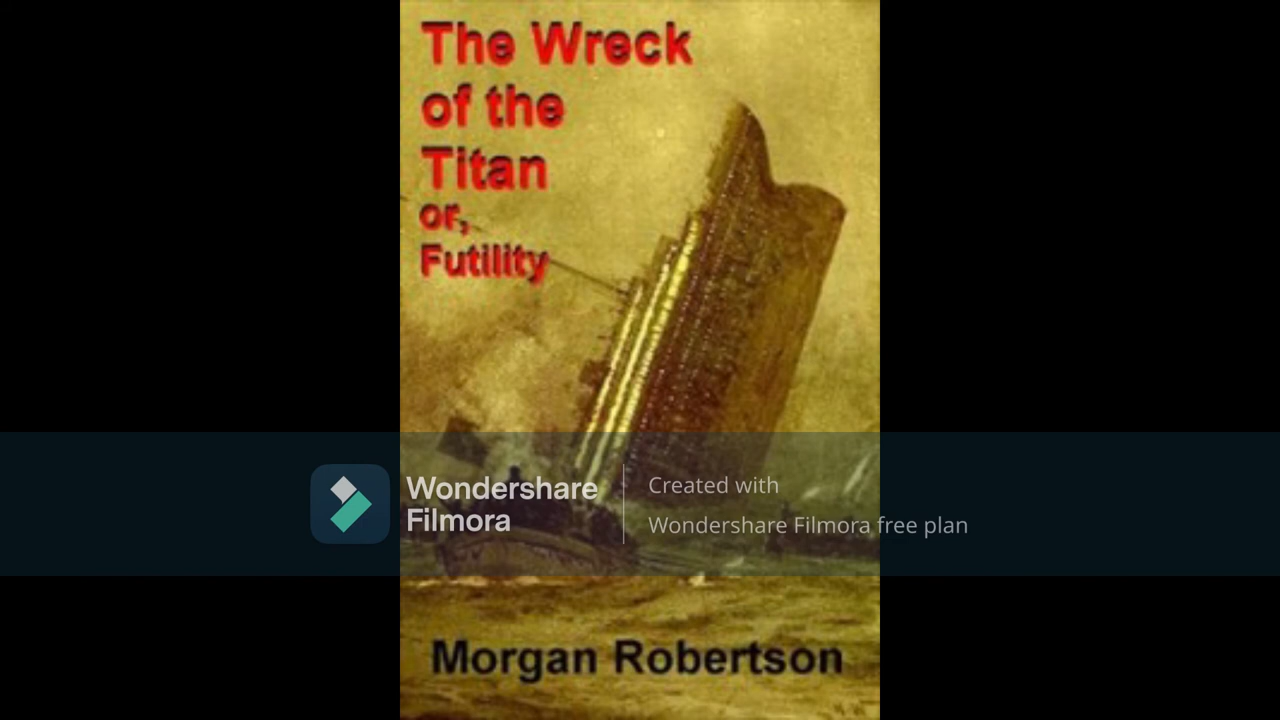 The Wreck
of the
Titan
or,
Futility
Wondershare
Filmora
Created with
Wondershare Filmora free plan
Morgan Robertson